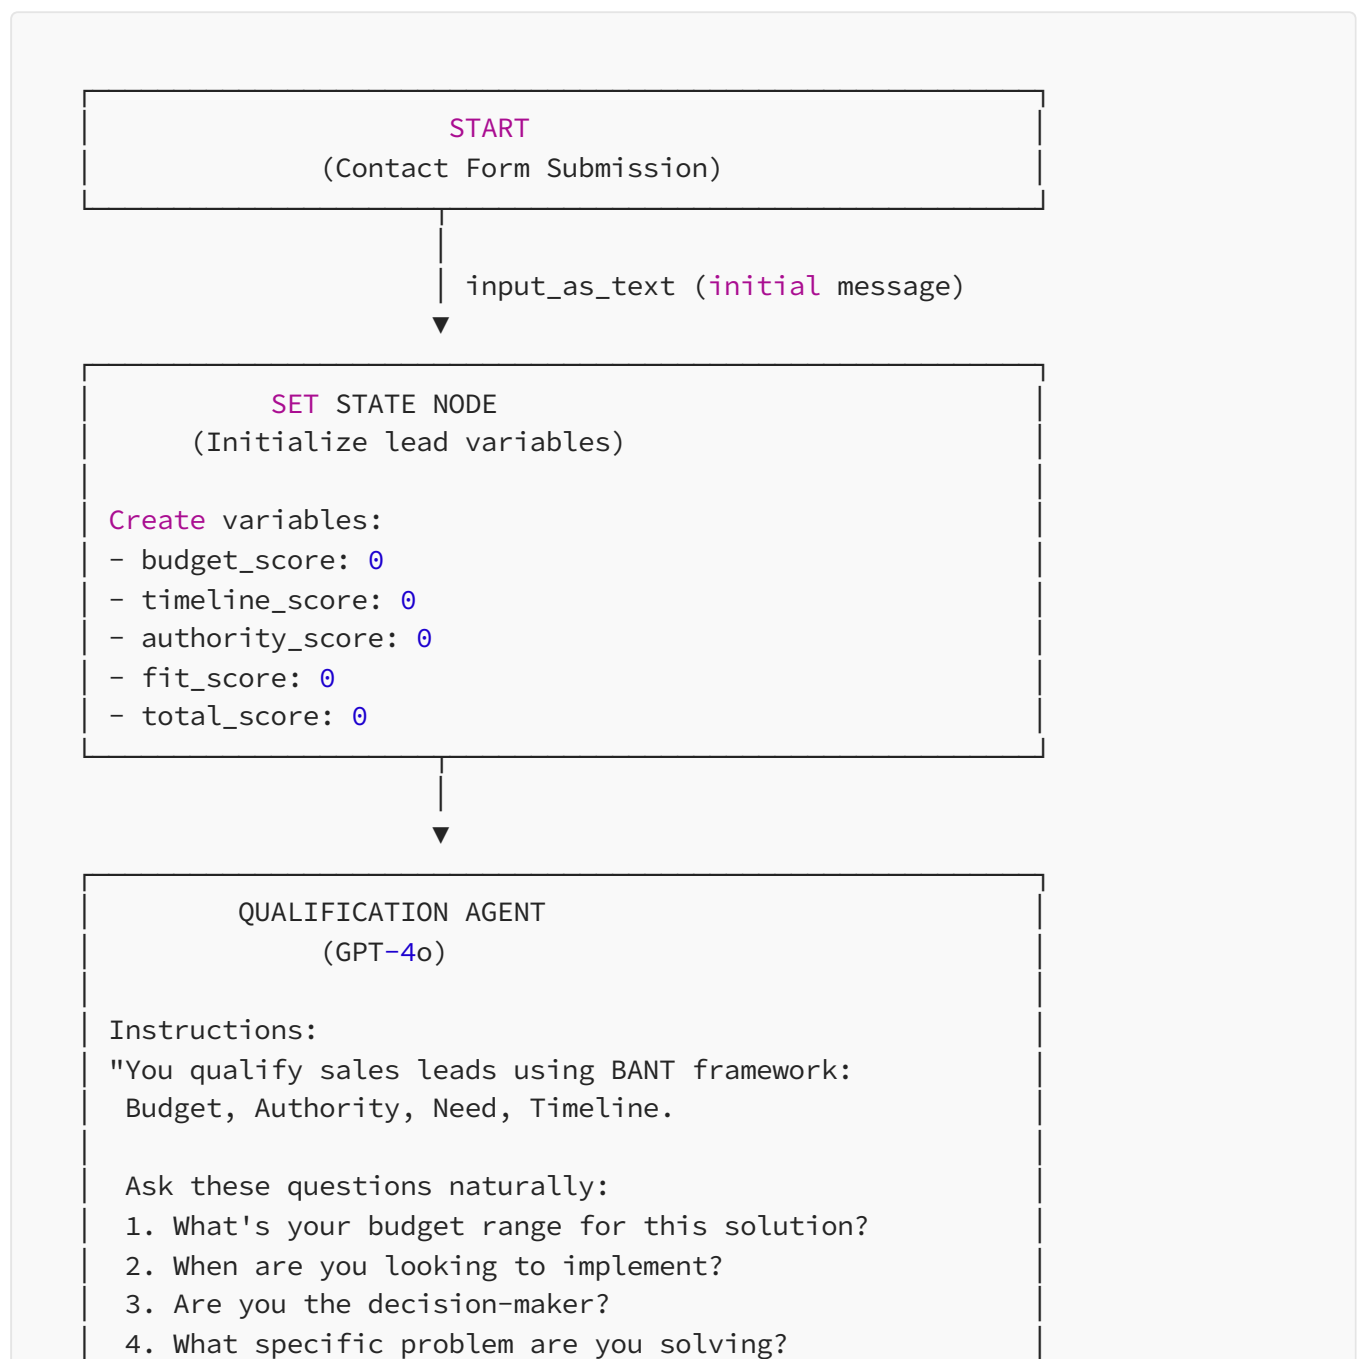 START
(Contact Form Submission)
input_as_text (initial message)
SET STATE NODE
(Initialize lead variables)
Create variables:
- budget_score: 0
- timeline_score: 0
- authority_score: 0
- fit_score: 0
- total_score: 0
QUALIFICATION AGENT
(GPT-4o)
Instructions:
"You qualify sales leads using BANT framework:
Budget, Authority, Need, Timeline.
Ask these questions naturally:
1. What's your budget range for this solution?
2. When are you looking to implement?
3. Are you the decision-maker?
4. What specific problem are you solving?